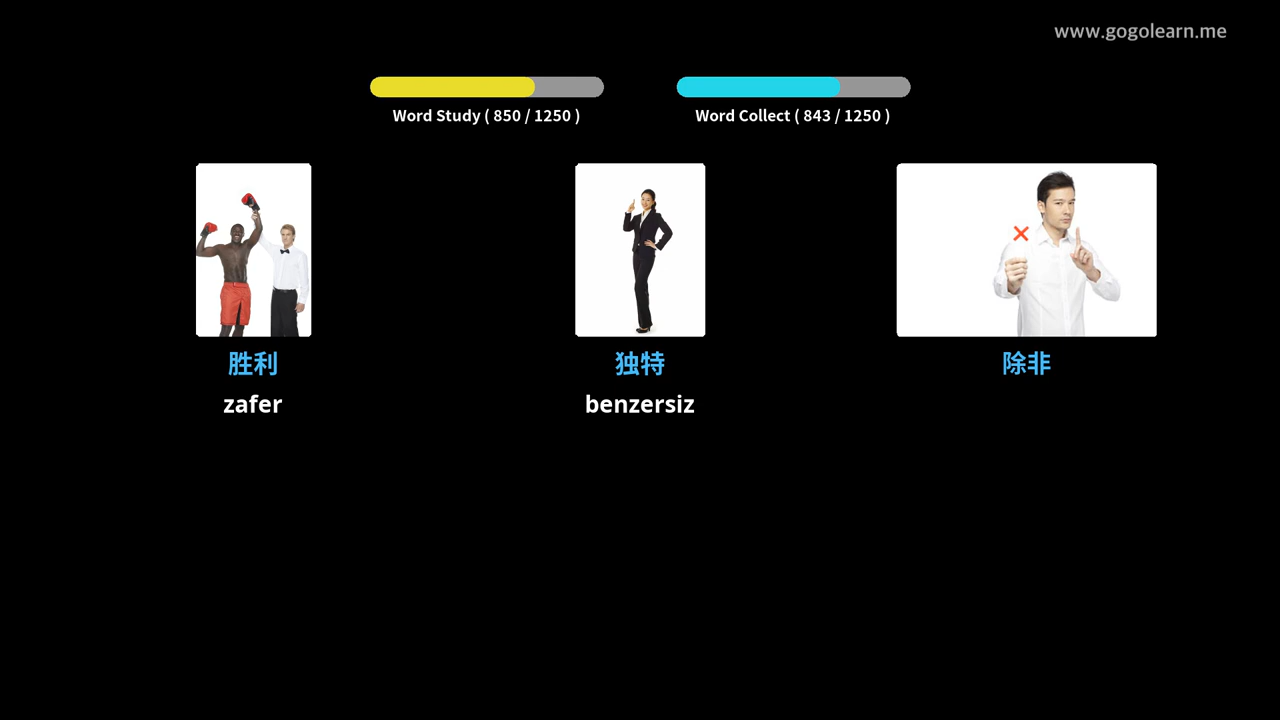 www.gogolearn.me
Word Study ( 850 / 1250 )
Word Collect ( 843 / 1250 )
胜利
独特
除非
zafer
benzersiz